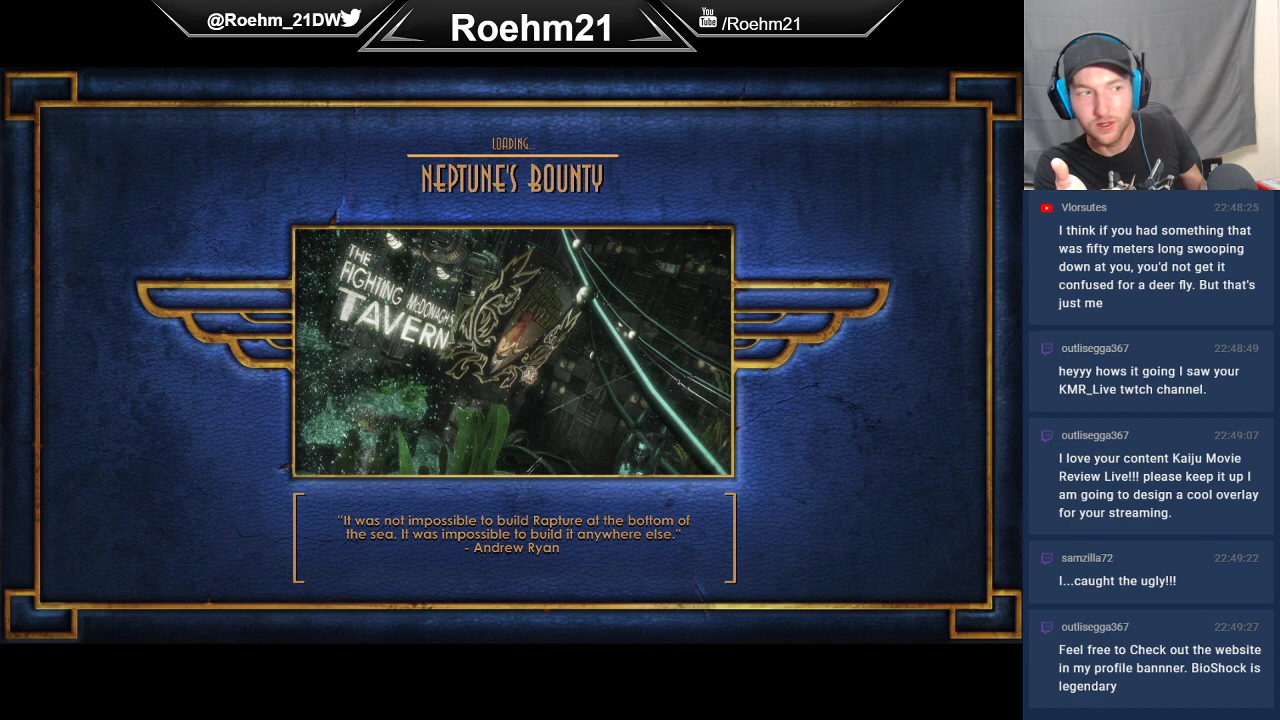 @Roehm_21DW
Roehm21
You
Tube
/Roehm21
LOADING...
NEPTUNE'S BOUNTY
THE
FIGHTING McDONAGH'S
TAVERN
"It was not impossible to build Rapture at the bottom of
the sea. It was impossible to build it anywhere else."
- Andrew Ryan
Vlorsutes 22:48:25
I think if you had something that
was fifty meters long swooping
down at you, you'd not get it
confused for a deer fly. But that's
just me
outlisegga367 22:48:49
heyyy hows it going I saw your
KMR_Live twtch channel.
outlisegga367 22:49:07
I love your content Kaiju Movie
Review Live!!! please keep it up I
am going to design a cool overlay
for your streaming.
samzilla72 22:49:22
I...caught the ugly!!!
outlisegga367 22:49:27
Feel free to Check out the website
in my profile bannner. BioShock is
legendary